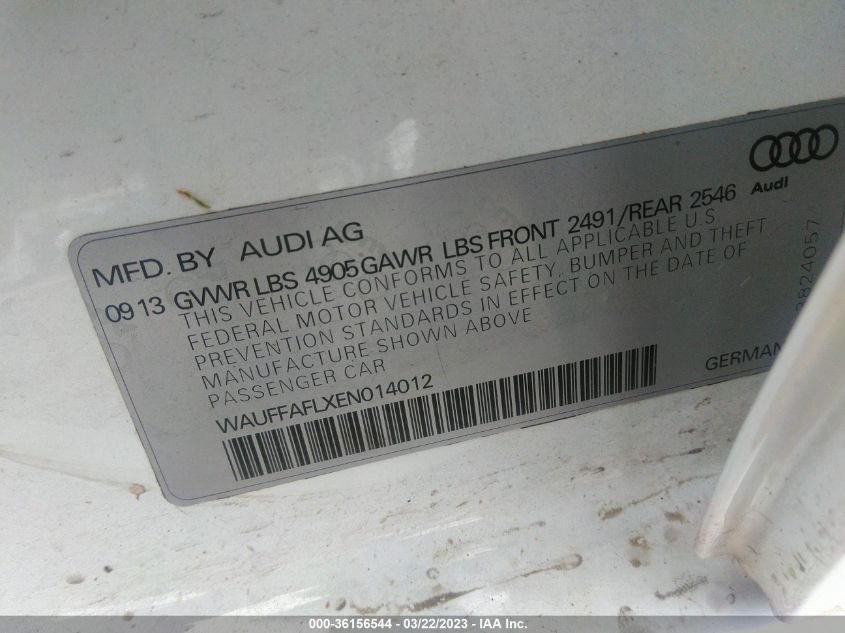 MFD. BY AUDI AG
Audi
09 13 GVWR LBS 4905 GAWR LBS FRONT 2491/REAR 2546
THIS VEHICLE CONFORMS TO ALL APPLICABLE U.S
FEDERAL MOTOR VEHICLE SAFETY, BUMPER AND THEFT
PREVENTION STANDARDS IN EFFECT ON THE DATE OF
MANUFACTURE SHOWN ABOVE
PASSENGER CAR
GERMAN
WAUFFAFLXEN014012
000-36156544 - 03/22/2023 - IAA Inc.